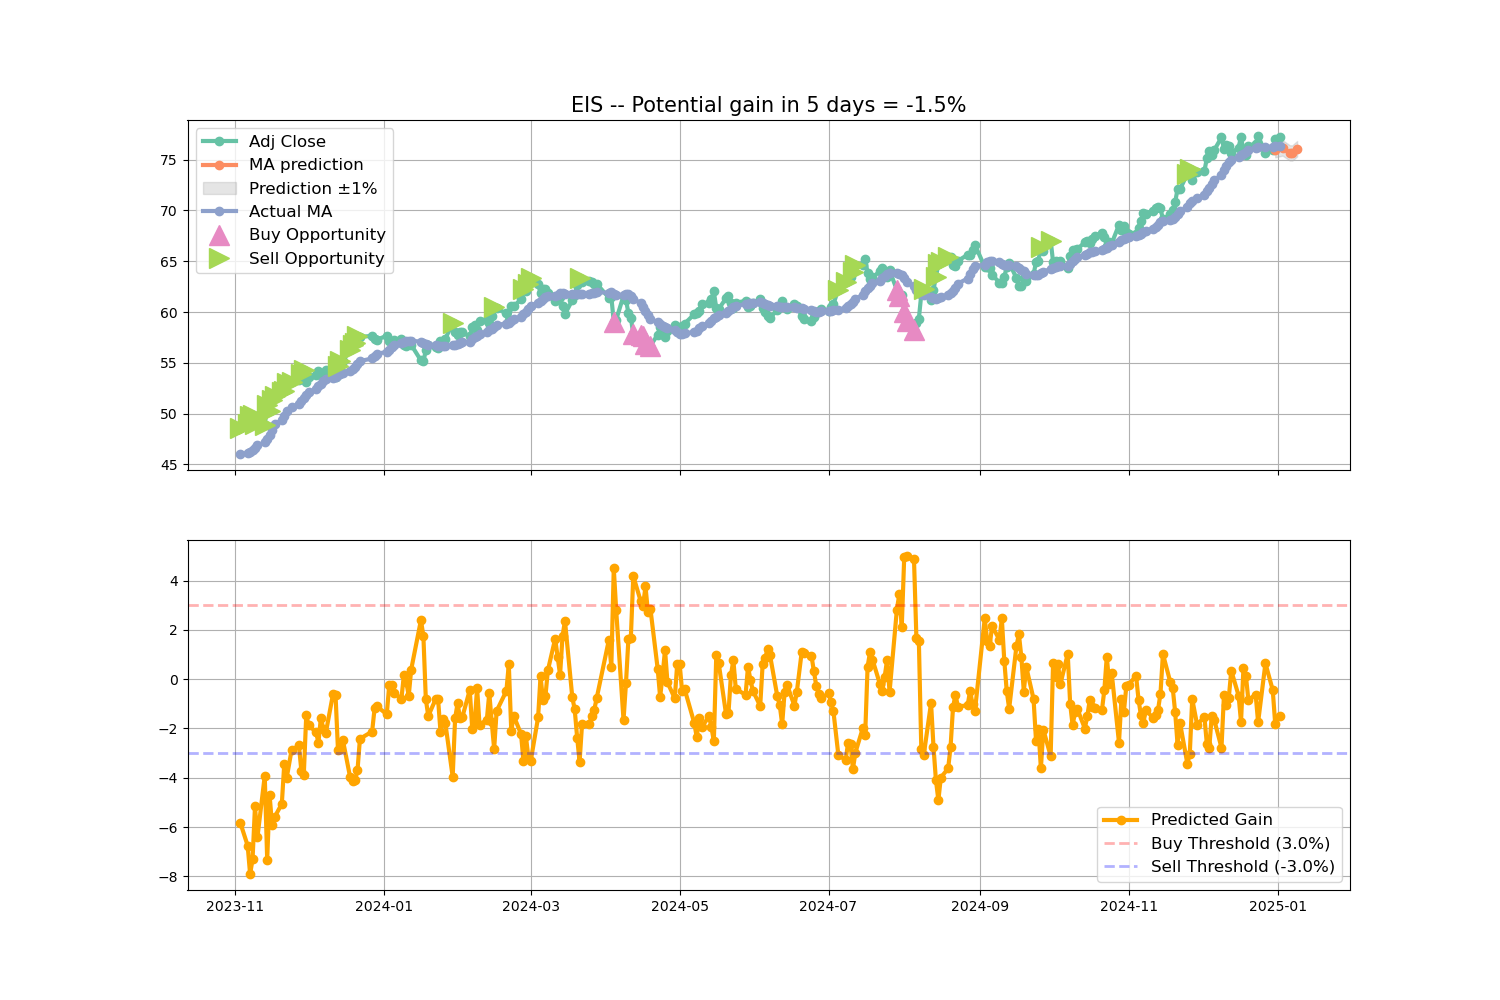 EIS -- Potential gain in 5 days = -1.5%
Adj Close
MA prediction
Prediction ±1%
Actual MA
Buy Opportunity
Sell Opportunity
75
70
65
60
55
50
45
4
2
0
−2
−4
−6
−8
Predicted Gain
Buy Threshold (3.0%)
Sell Threshold (-3.0%)
2023-11 2024-01 2024-03 2024-05 2024-07 2024-09 2024-11 2025-01